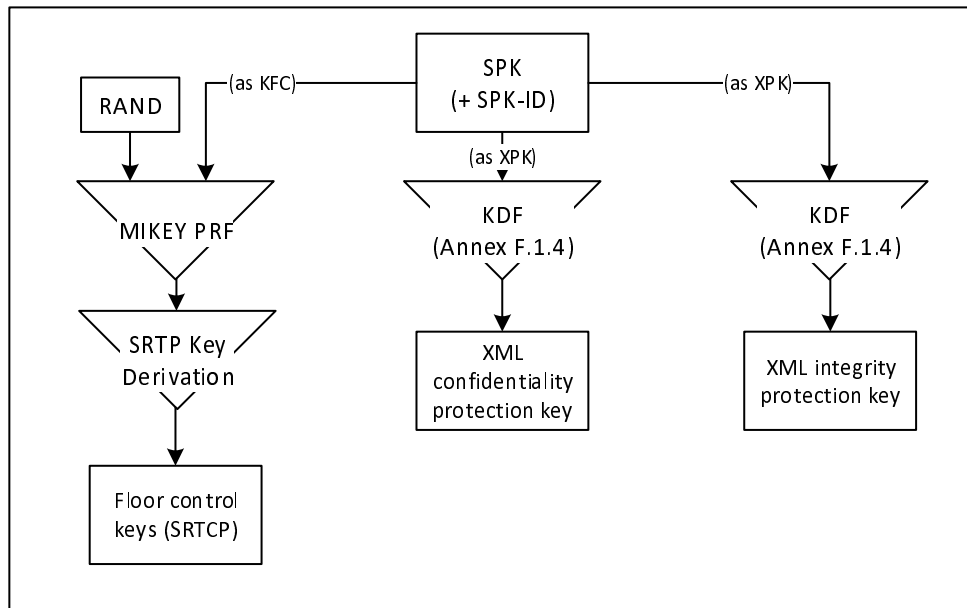 SPK
(+ SPK-ID)
(as KFC)
(as XPK)
RAND
(as XPK)
MIKEY PRF
KDF
(Annex F.1.4)
KDF
(Annex F.1.4)
SRTP Key
Derivation
XML
confidentiality
protection key
XML integrity
protection key
Floor control
keys (SRTCP)